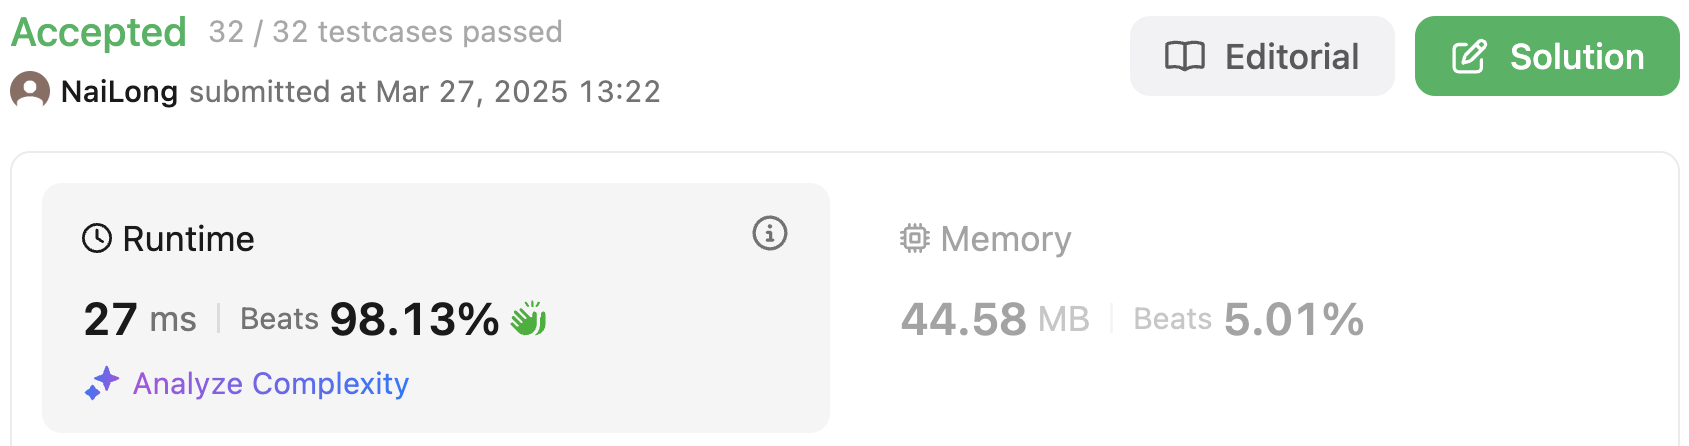 Accepted 32 / 32 testcases passed
NaiLong submitted at Mar 27, 2025 13:22
Editorial
Solution
Runtime
27 ms | Beats 98.13%
Analyze Complexity
Memory
44.58 MB | Beats 5.01%